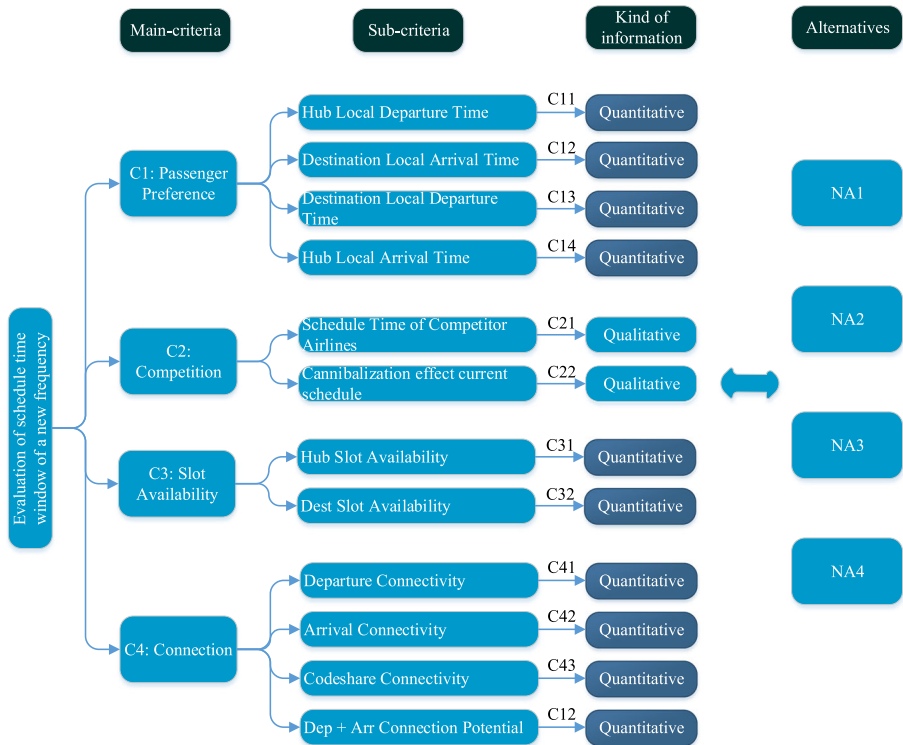 Main-criteria
Sub-criteria
Kind of
information
Alternatives
Evaluation of schedule time
window of a new frequency
C1: Passenger
Preference
Hub Local Departure Time
C11
Quantitative
Destination Local Arrival Time
C12
Quantitative
Destination Local Departure
Time
C13
Quantitative
Hub Local Arrival Time
C14
Quantitative
C2:
Competition
Schedule Time of Competitor
Airlines
C21
Qualitative
Cannibalization effect current
schedule
C22
Qualitative
C3: Slot
Availability
Hub Slot Availability
C31
Quantitative
Dest Slot Availability
C32
Quantitative
C4: Connection
Departure Connectivity
C41
Quantitative
Arrival Connectivity
C42
Quantitative
Codeshare Connectivity
C43
Quantitative
Dep + Arr Connection Potential
C12
Quantitative
NA1
NA2
NA3
NA4